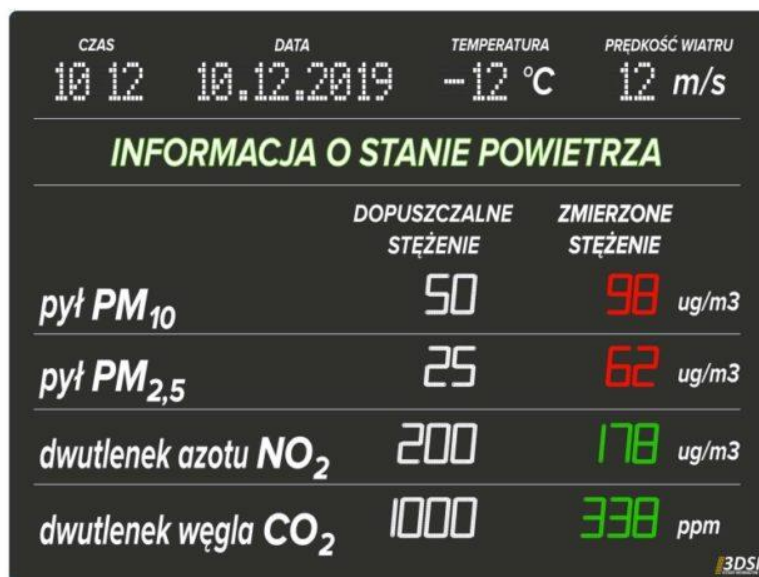 CZAS DATA TEMPERATURA PRĘDKOŚĆ WIATRU
10 12 10.12.2019 -12 °C 12 m/s
INFORMACJA O STANIE POWIETRZA
DOPUSZCZALNE ZMIERZONE
STĘŻENIE STĘŻENIE
pył PM10 50 98 ug/m3
pył PM2,5 25 62 ug/m3
dwutlenek azotu NO2 200 178 ug/m3
dwutlenek węgla CO2 1000 338 ppm